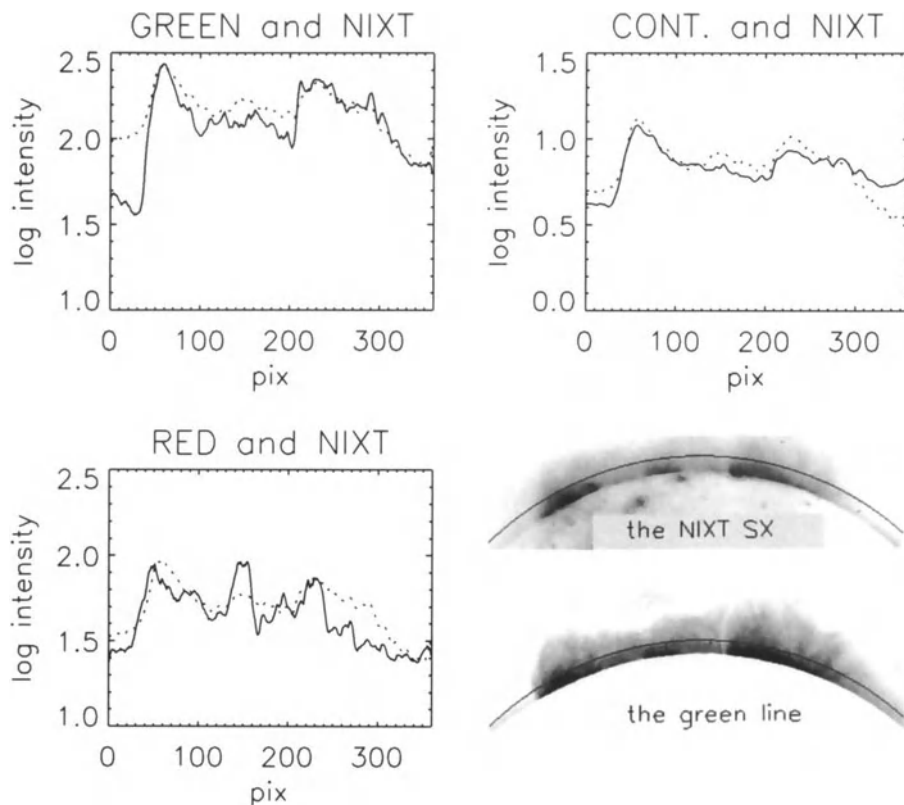 GREEN and NIXT
2.5
2.0
1.5
1.0
log intensity
0 100 200 300
pix
CONT. and NIXT
1.5
1.0
0.5
0.0
log intensity
0 100 200 300
pix
RED and NIXT
2.5
2.0
1.5
1.0
log intensity
0 100 200 300
pix
the NIXT SX
the green line